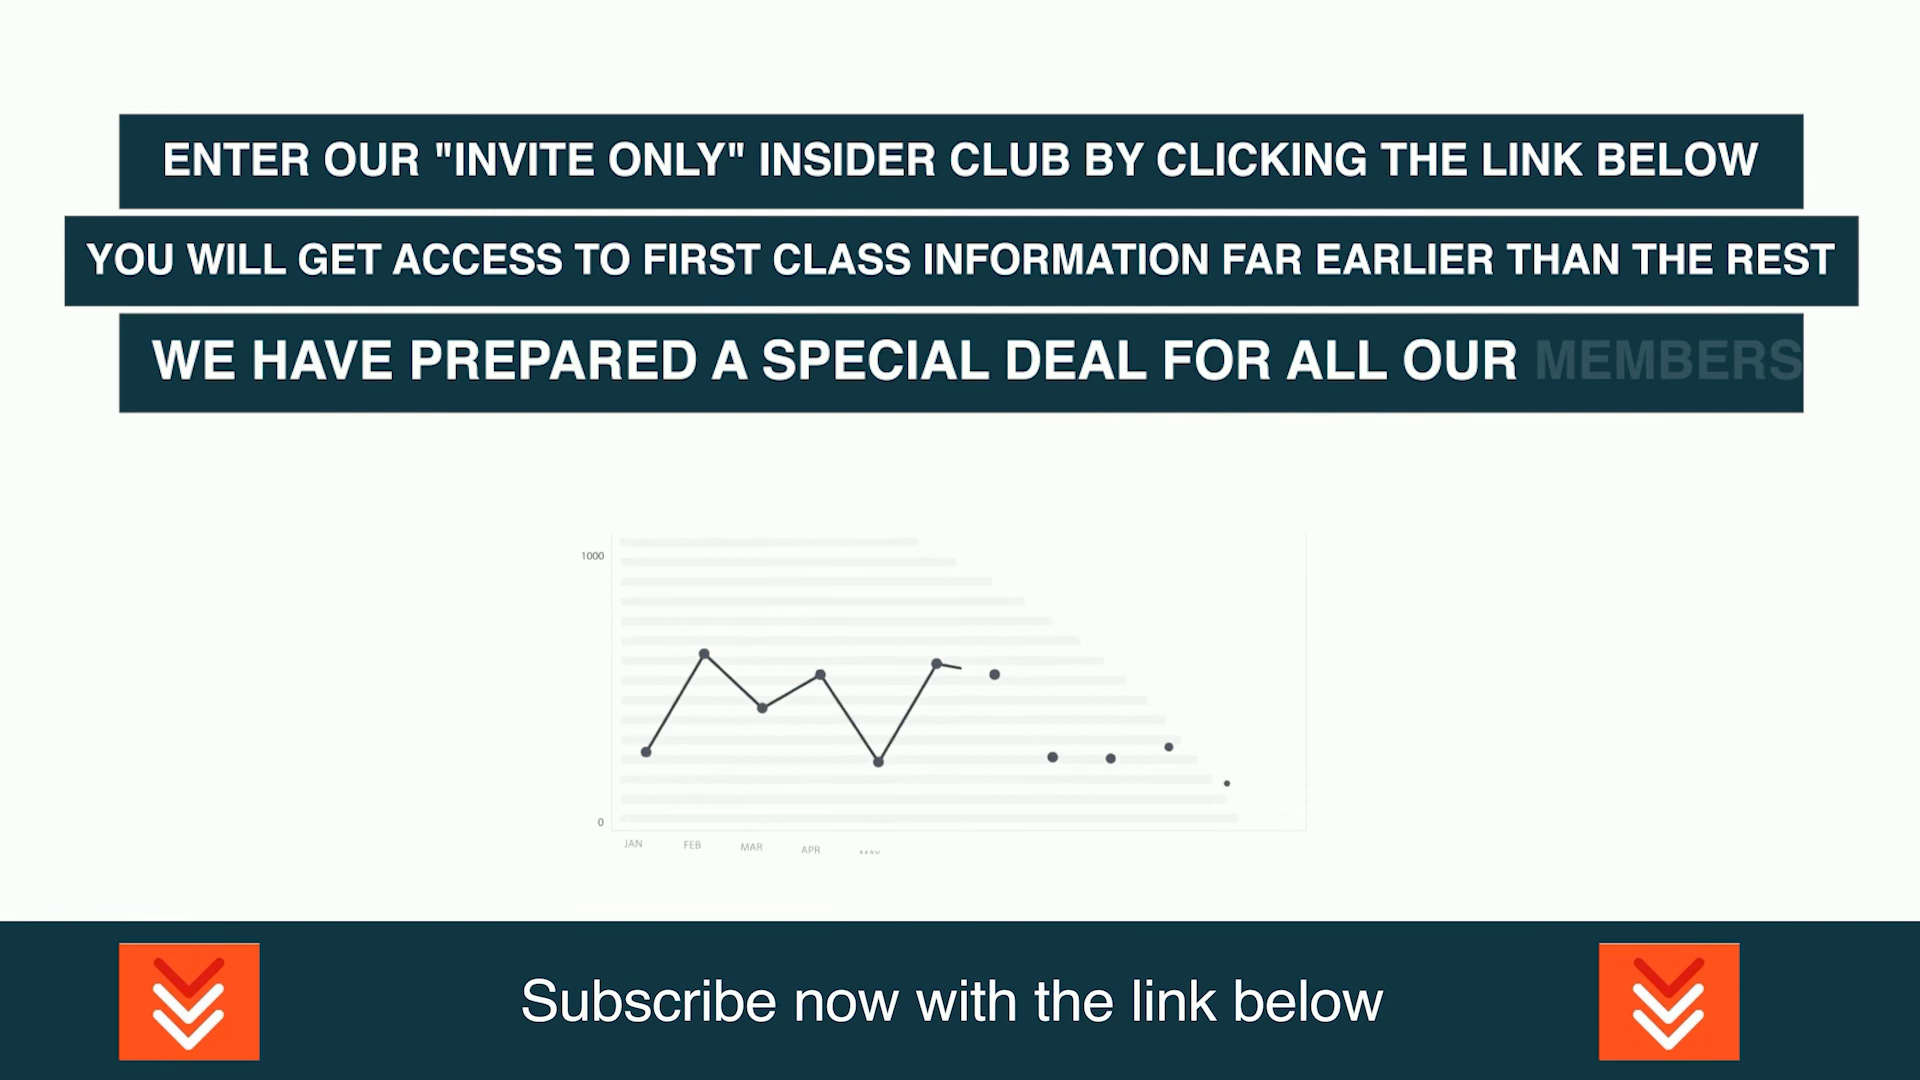 ENTER OUR "INVITE ONLY" INSIDER CLUB BY CLICKING THE LINK BELOW
YOU WILL GET ACCESS TO FIRST CLASS INFORMATION FAR EARLIER THAN THE REST
WE HAVE PREPARED A SPECIAL DEAL FOR ALL OUR MEMBERS
1000
0
JAN FEB MAR APR
Subscribe now with the link below